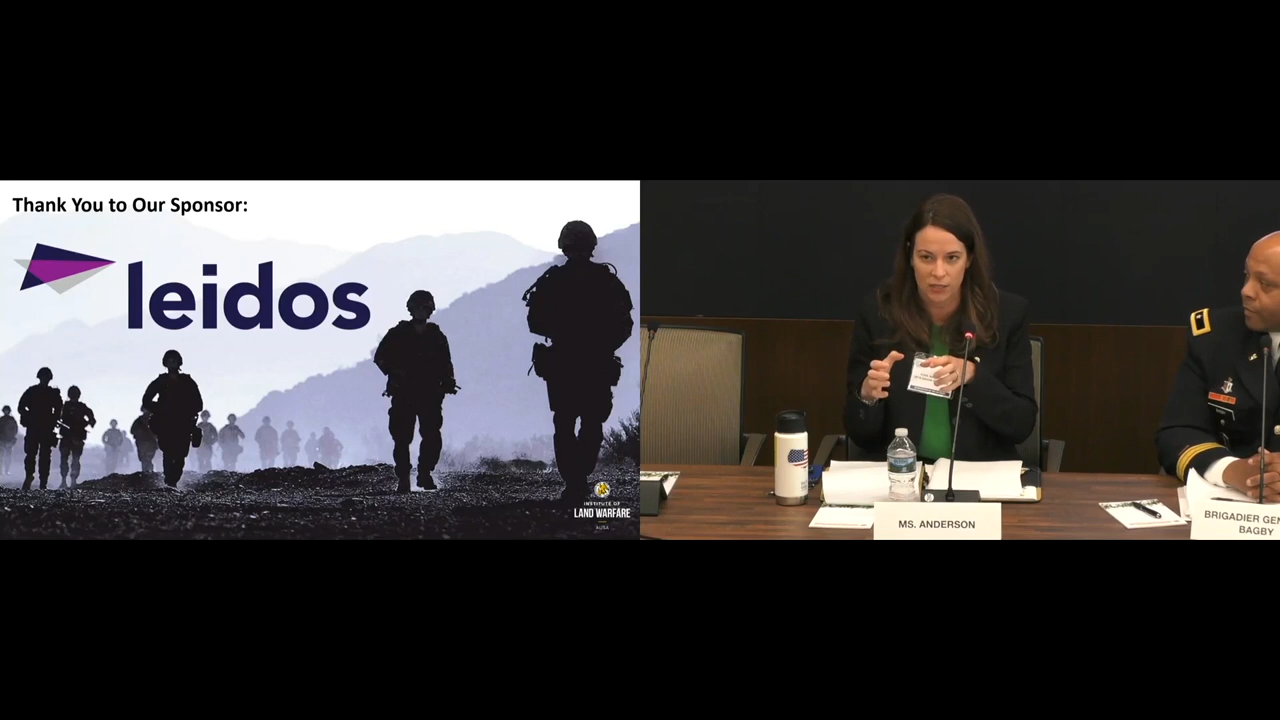 Thank You to Our Sponsor:
leidos
INSTITUTE OF
LAND WARFARE
AUSA
MS. ANDERSON
BRIGADIER GEN
BAGBY